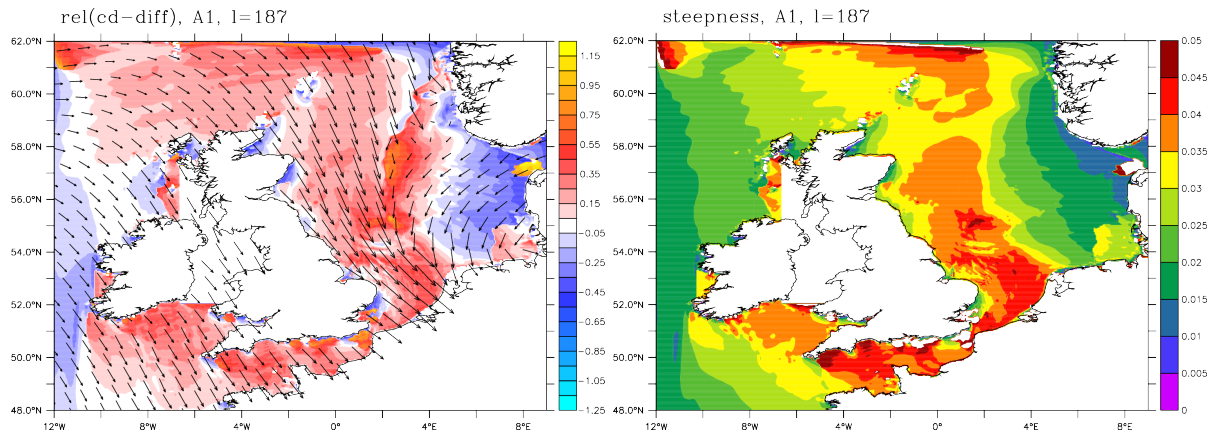 rel(cd-diff), A1, l=187
62.0°N
60.0°N
58.0°N
56.0°N
54.0°N
52.0°N
50.0°N
48.0°N
12°W 8°W 4°W 0° 4°E 8°E
1.15
0.95
0.75
0.55
0.35
0.15
-0.05
-0.25
-0.45
-0.65
-0.85
-1.05
-1.25
steepness, A1, l=187
62.0°N
60.0°N
58.0°N
56.0°N
54.0°N
52.0°N
50.0°N
48.0°N
12°W 8°W 4°W 0° 4°E 8°E
0.05
0.045
0.04
0.035
0.03
0.025
0.02
0.015
0.01
0.005
0